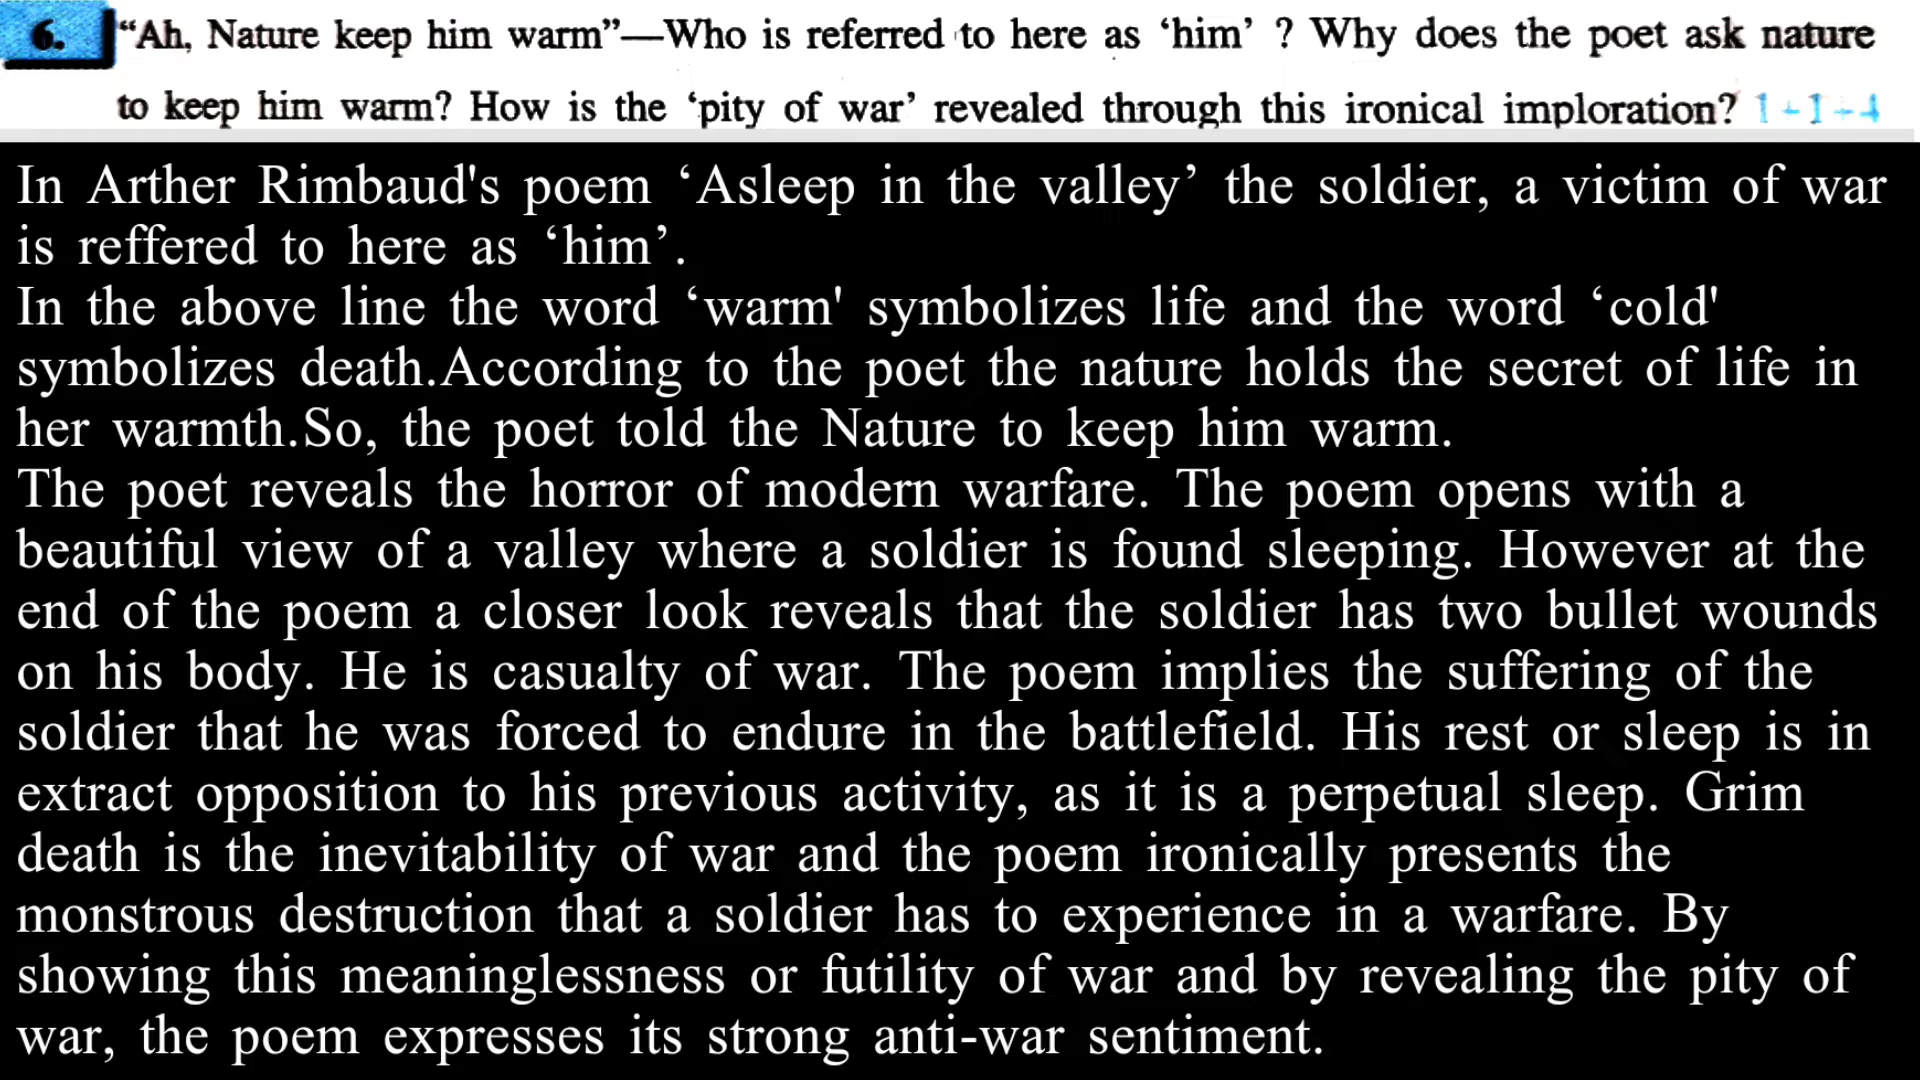 6. “Ah, Nature keep him warm”—Who is referred to here as ‘him’ ? Why does the poet ask nature
to keep him warm? How is the ‘pity of war’ revealed through this ironical imploration? 1+1+4
In Arther Rimbaud's poem ‘Asleep in the valley’ the soldier, a victim of war
is reffered to here as ‘him’.
In the above line the word ‘warm' symbolizes life and the word ‘cold'
symbolizes death.According to the poet the nature holds the secret of life in
her warmth.So, the poet told the Nature to keep him warm.
The poet reveals the horror of modern warfare. The poem opens with a
beautiful view of a valley where a soldier is found sleeping. However at the
end of the poem a closer look reveals that the soldier has two bullet wounds
on his body. He is casualty of war. The poem implies the suffering of the
soldier that he was forced to endure in the battlefield. His rest or sleep is in
extract opposition to his previous activity, as it is a perpetual sleep. Grim
death is the inevitability of war and the poem ironically presents the
monstrous destruction that a soldier has to experience in a warfare. By
showing this meaninglessness or futility of war and by revealing the pity of
war, the poem expresses its strong anti-war sentiment.